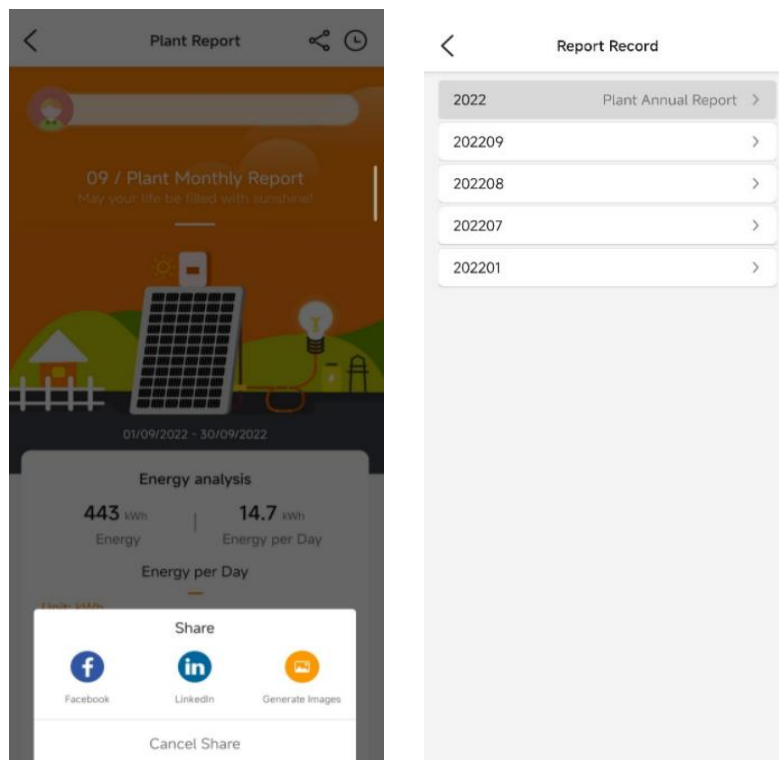 Plant Report
09 / Plant Monthly Report
May your life be filled with sunshine!
01/09/2022 - 30/09/2022
Energy analysis
443 kWh 14.7 kWh
Energy Energy per Day
Energy per Day
Unit: kWh
Share
Facebook LinkedIn Generate Images
Cancel Share
Report Record
2022 Plant Annual Report
202209
202208
202207
202201